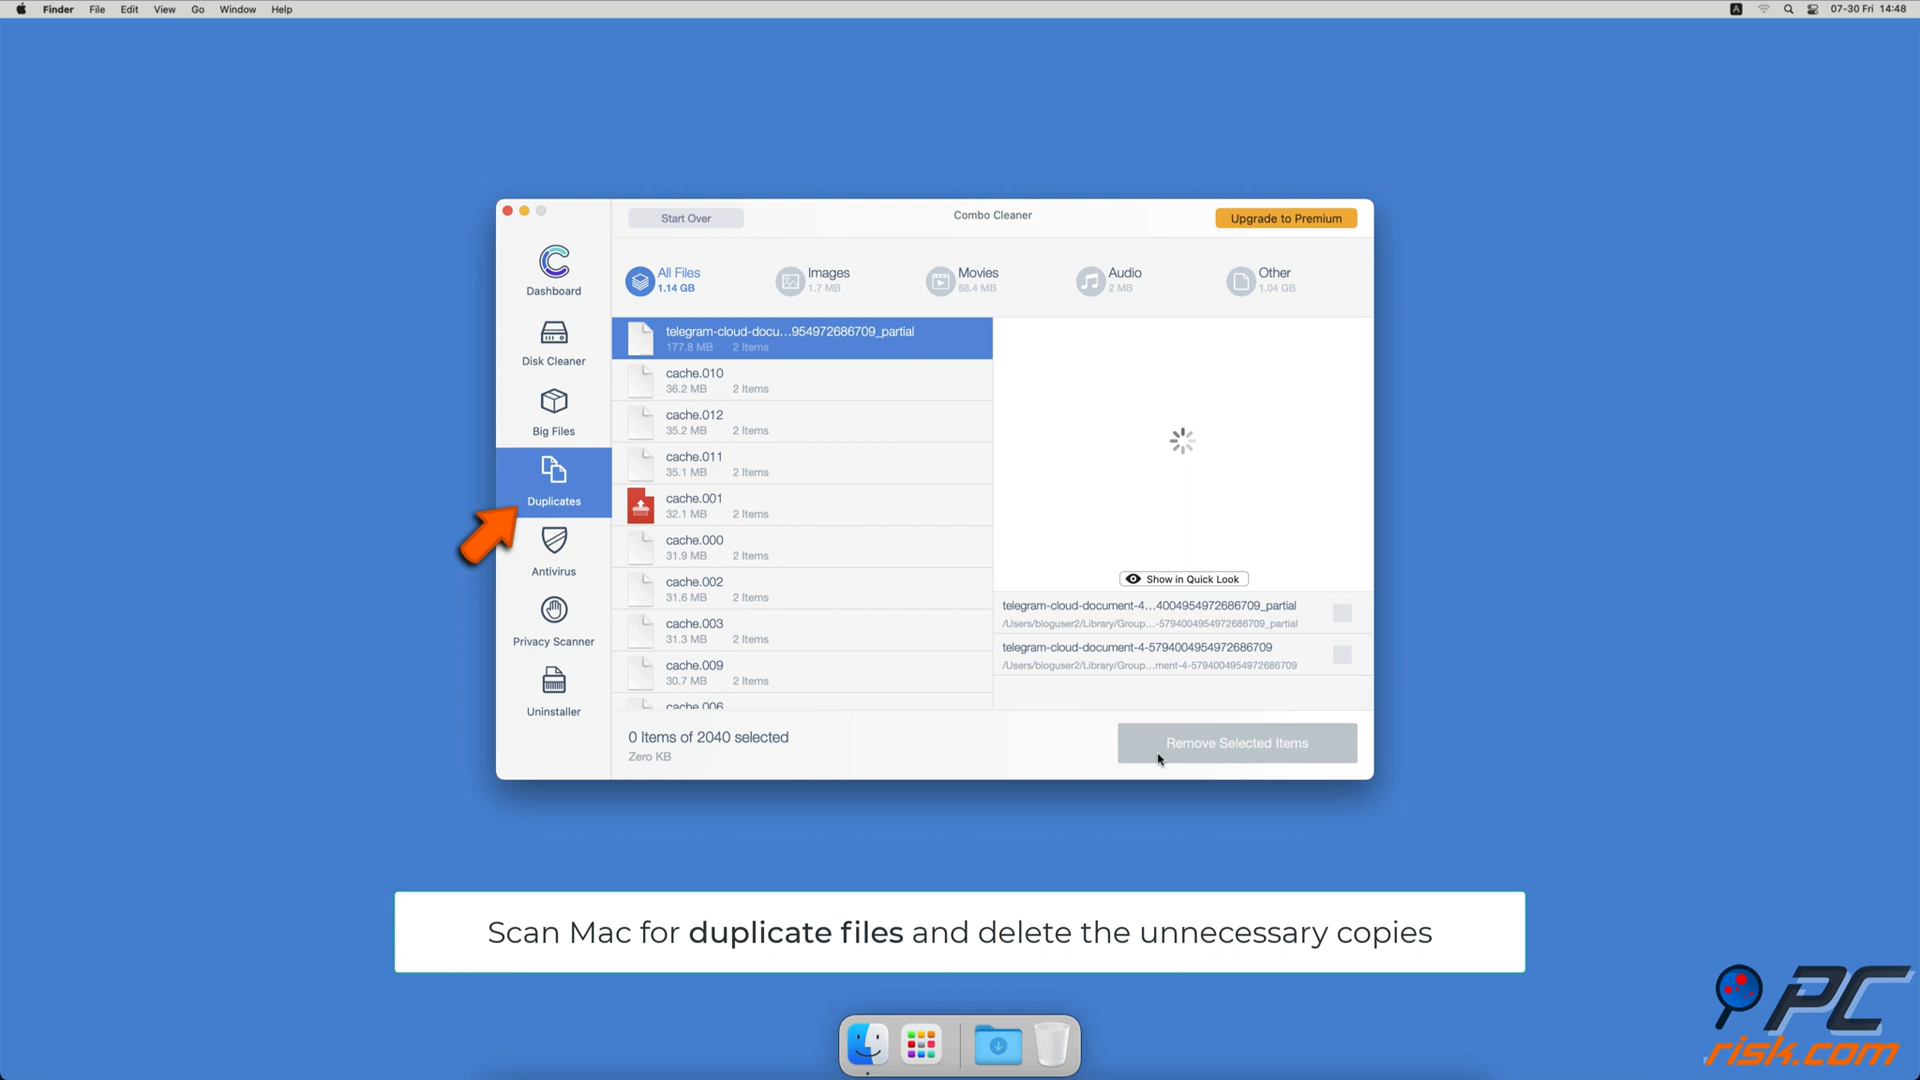 Finder File Edit View Go Window Help
A 07-30 Fri 14:48
Start Over
Combo Cleaner
Upgrade to Premium
Dashboard
Disk Cleaner
Big Files
Duplicates
Antivirus
Privacy Scanner
Uninstaller
All Files
1.14 GB
Images
1.7 MB
Movies
88.4 MB
Audio
2 MB
Other
1.04 GB
telegram-cloud-docu...954972686709_partial
177.8 MB 2 Items
cache.010
36.2 MB 2 Items
cache.012
35.2 MB 2 Items
cache.011
35.1 MB 2 Items
cache.001
32.1 MB 2 Items
cache.000
31.9 MB 2 Items
cache.002
31.6 MB 2 Items
cache.003
31.3 MB 2 Items
cache.009
30.7 MB 2 Items
cache.006
Show in Quick Look
telegram-cloud-document-4...4004954972686709_partial
/Users/bloguser2/Library/Group...-5794004954972686709_partial
telegram-cloud-document-4-5794004954972686709
/Users/bloguser2/Library/Group...ment-4-5794004954972686709
0 Items of 2040 selected
Zero KB
Remove Selected Items
Scan Mac for duplicate files and delete the unnecessary copies
PC
risk.com